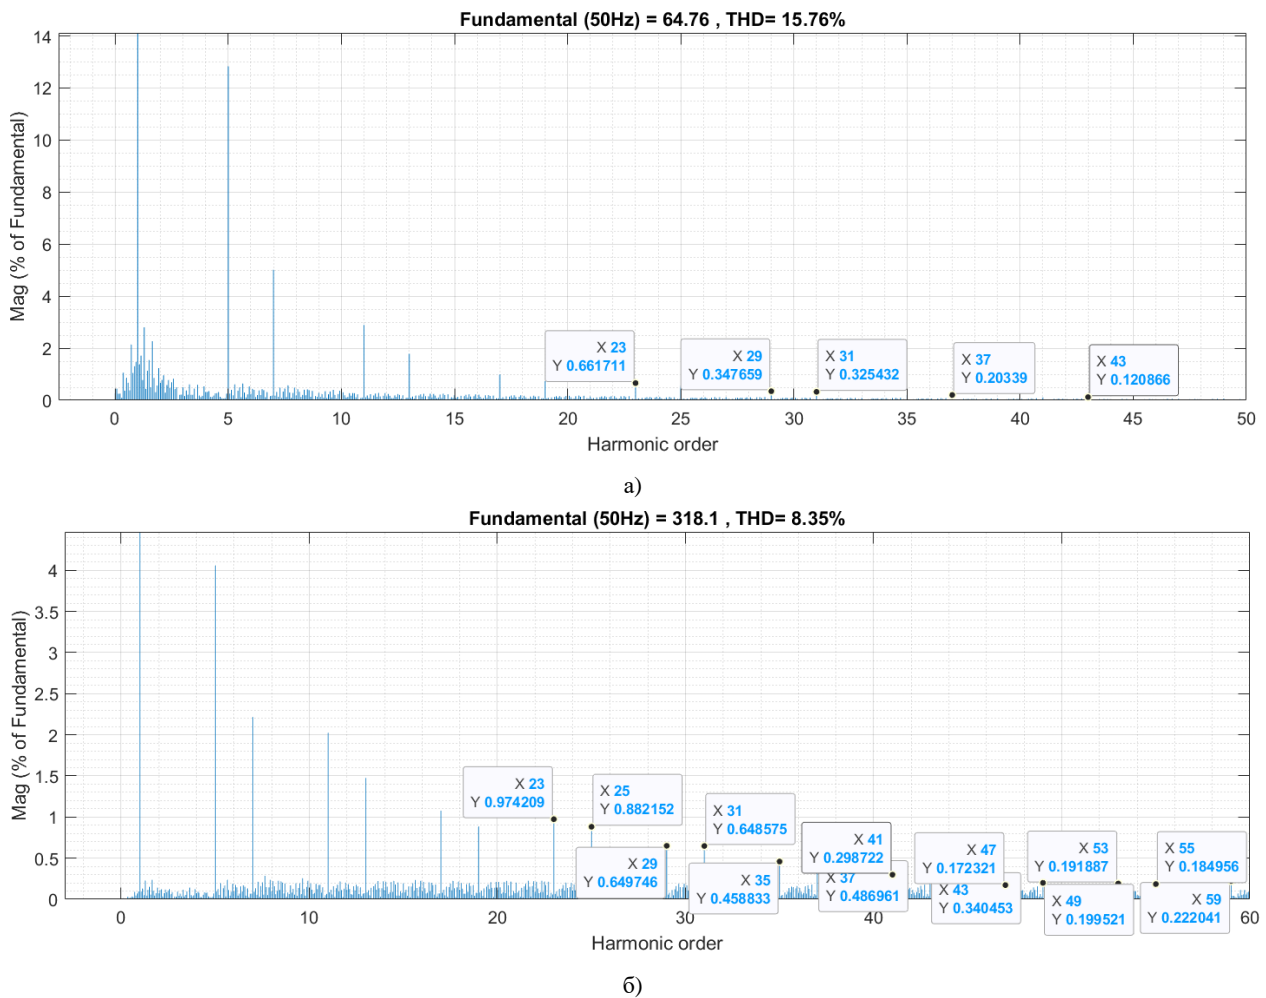 Fundamental (50Hz) = 64.76 , THD= 15.76%
Mag (% of Fundamental)
14
12
10
8
6
4
2
0
X 23
Y 0.661711
X 29
Y 0.347659
X 31
Y 0.325432
X 37
Y 0.20339
X 43
Y 0.120866
0 5 10 15 20 25 30 35 40 45 50
Harmonic order
а)
Fundamental (50Hz) = 318.1 , THD= 8.35%
Mag (% of Fundamental)
4
3.5
3
2.5
2
1.5
1
0.5
0
X 23
Y 0.974209
X 25
Y 0.882152
X 29
Y 0.649746
X 31
Y 0.648575
X 35
Y 0.458833
X 41
Y 0.298722
X 37
Y 0.486961
X 47
Y 0.172321
X 43
Y 0.340453
X 53
Y 0.191887
X 49
Y 0.199521
X 55
Y 0.184956
X 59
Y 0.222041
0 10 20 30 40 60
Harmonic order
б)